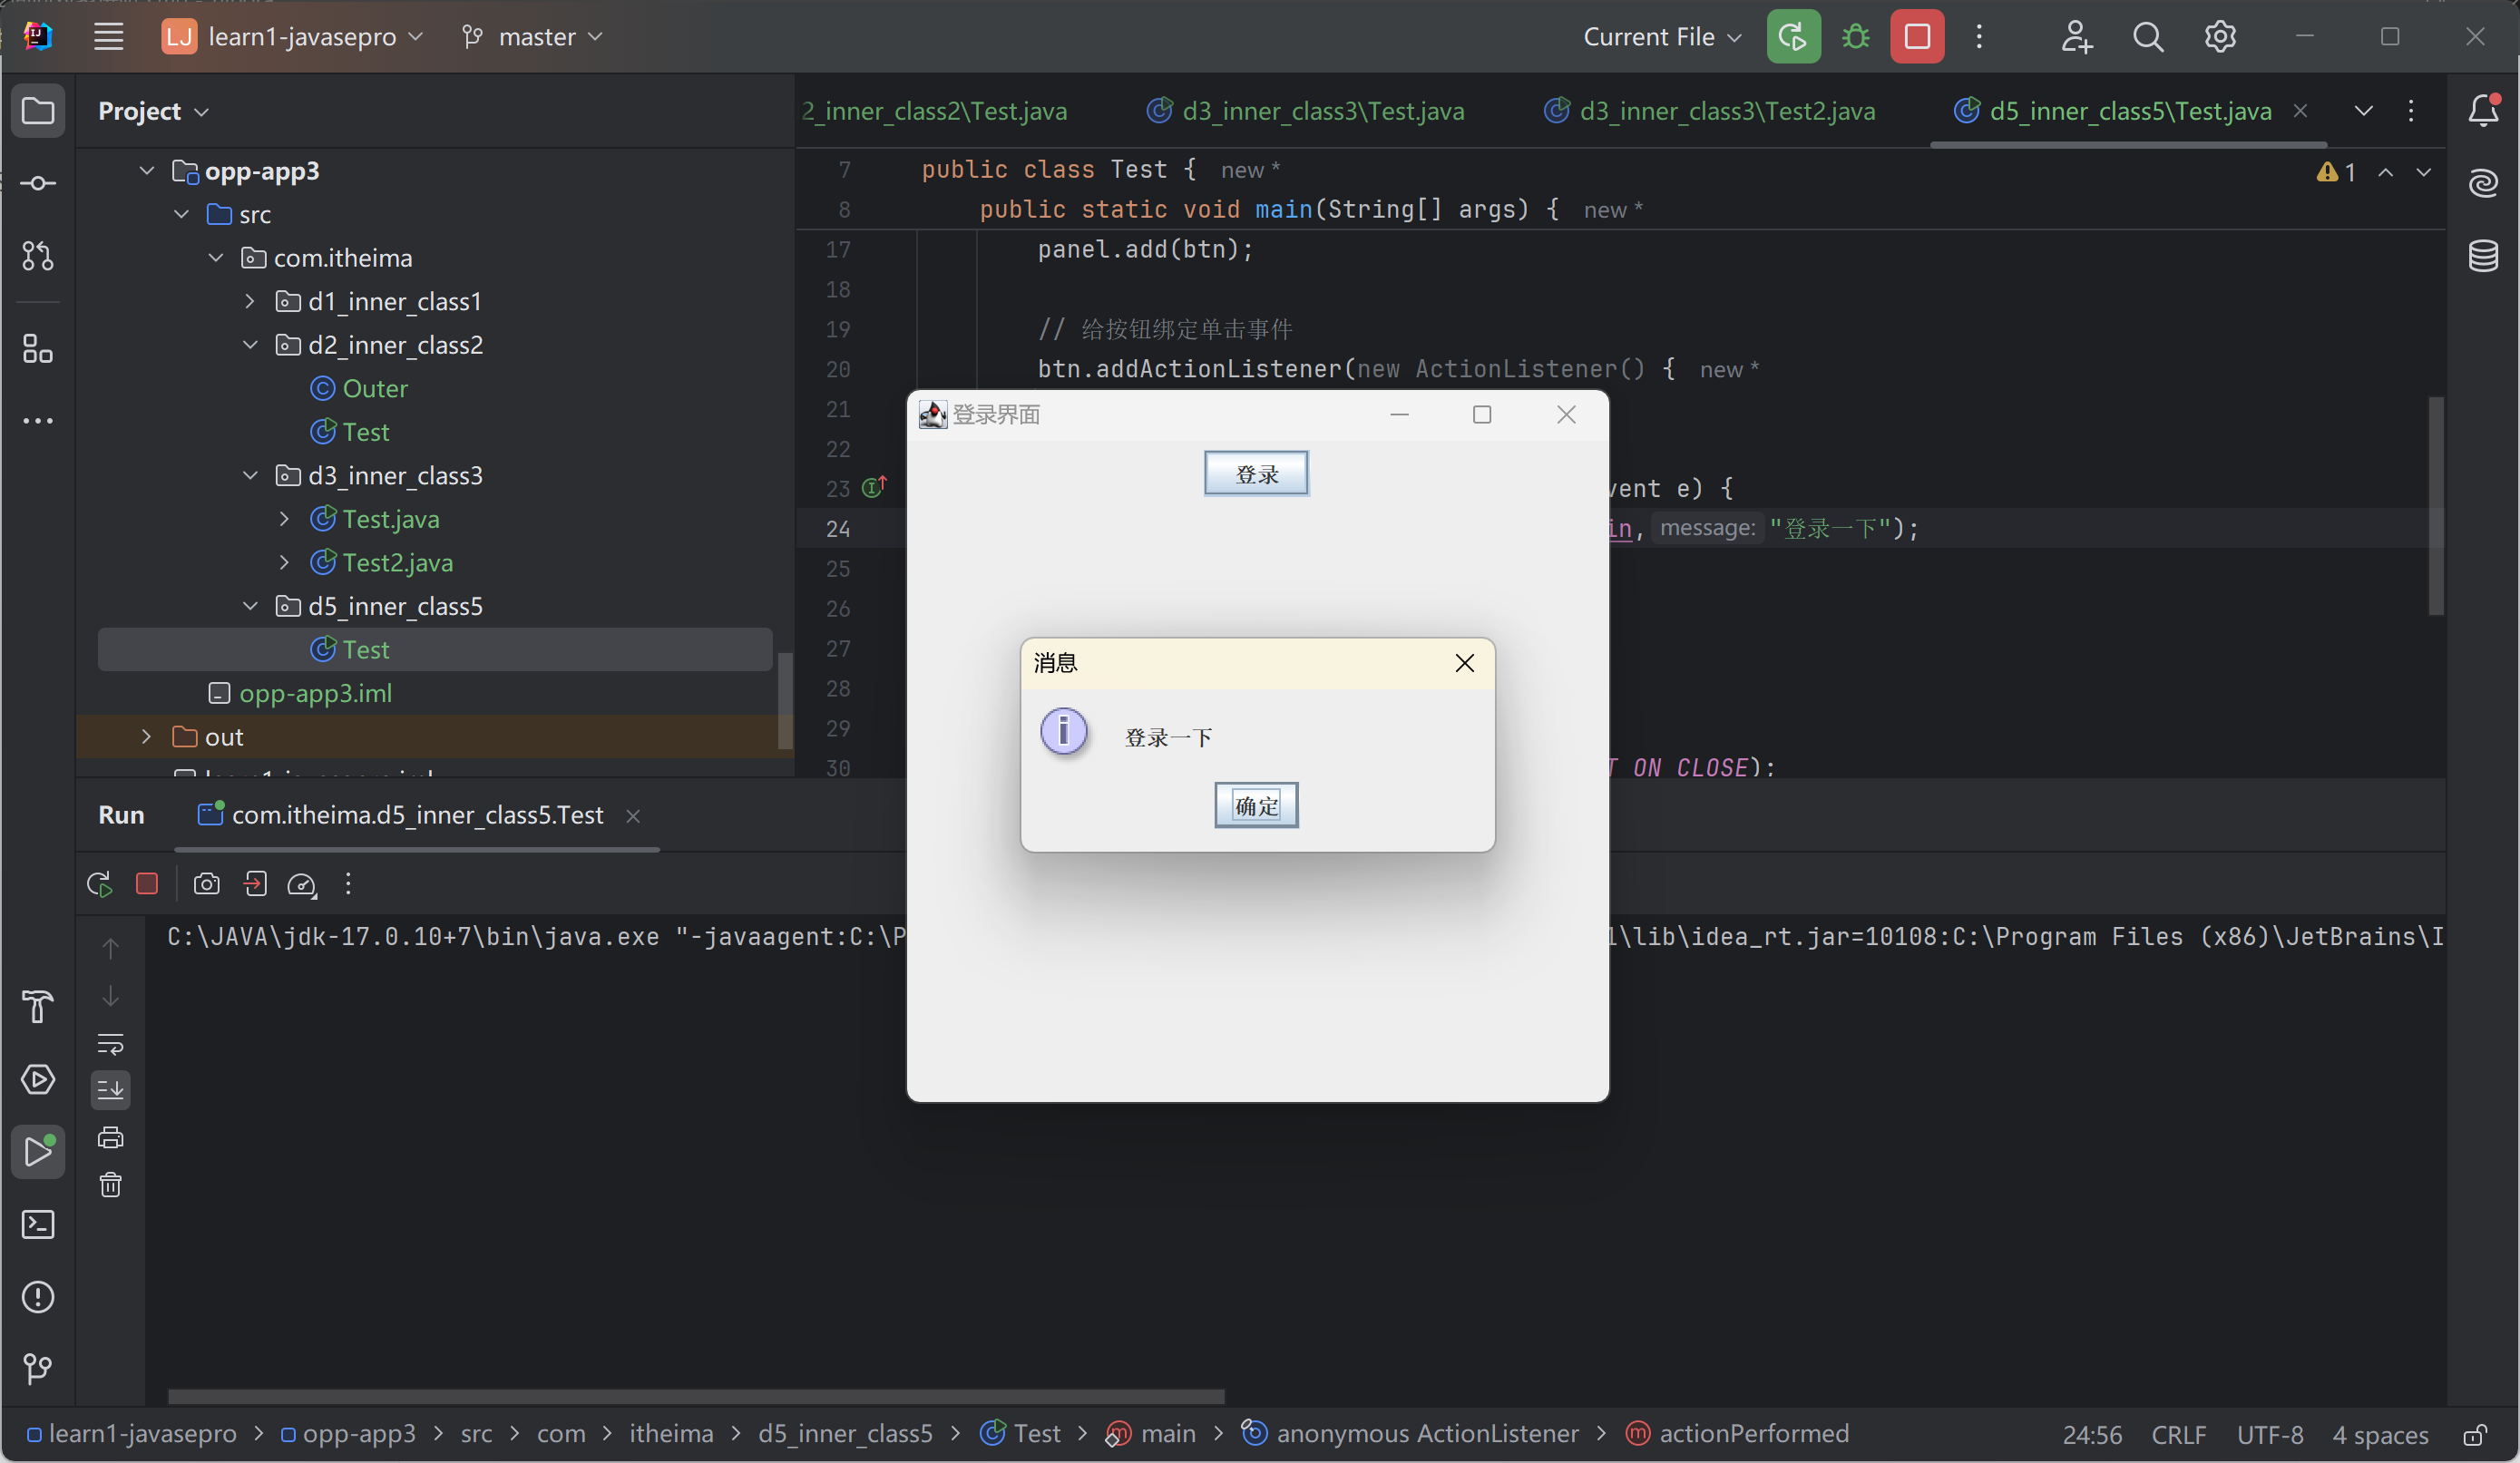 LJ learn1-javasepro master Current File
Project
2_inner_class2\Test.java d3_inner_class3\Test.java d3_inner_class3\Test2.java d5_inner_class5\Test.java
opp-app3
src
com.itheima
d1_inner_class1
d2_inner_class2
Outer
Test
d3_inner_class3
Test.java
Test2.java
d5_inner_class5
Test
opp-app3.iml
out
7 public class Test { new *
8 public static void main(String[] args) { new *
1
17 panel.add(btn);
18
19 // 给按钮绑定单击事件
20 btn.addActionListener(new ActionListener() { new *
21
22
23 vent e) {
24 in, message: "登录一下");
25
26
27
28
29
30 T_ON_CLOSE);
登录界面
登录
消息
登录一下
确定
Run com.itheima.d5_inner_class5.Test
C:\JAVA\jdk-17.0.10+7\bin\java.exe "-javaagent:C:\P 1\lib\idea_rt.jar=10108:C:\Program Files (x86)\JetBrains\I
learn1-javasepro > opp-app3 > src > com > itheima > d5_inner_class5 > Test > main > anonymous ActionListener > actionPerformed
24:56 CRLF UTF-8 4 spaces